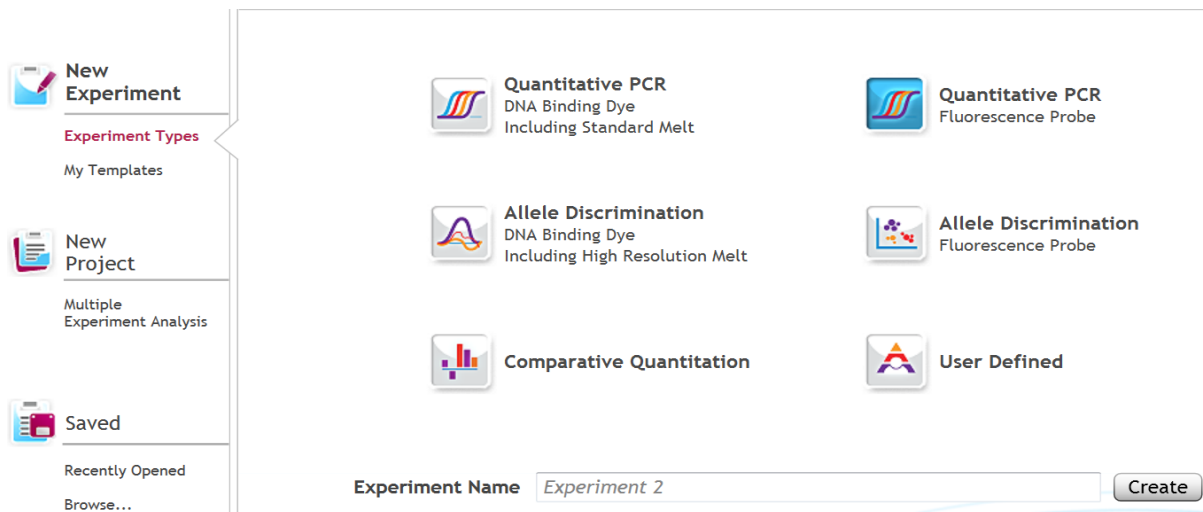 New
Experiment
Experiment Types
My Templates
New
Project
Multiple
Experiment Analysis
Saved
Recently Opened
Browse...
Quantitative PCR
DNA Binding Dye
Including Standard Melt
Quantitative PCR
Fluorescence Probe
Allele Discrimination
DNA Binding Dye
Including High Resolution Melt
Allele Discrimination
Fluorescence Probe
Comparative Quantitation
User Defined
Experiment Name Experiment 2 Create